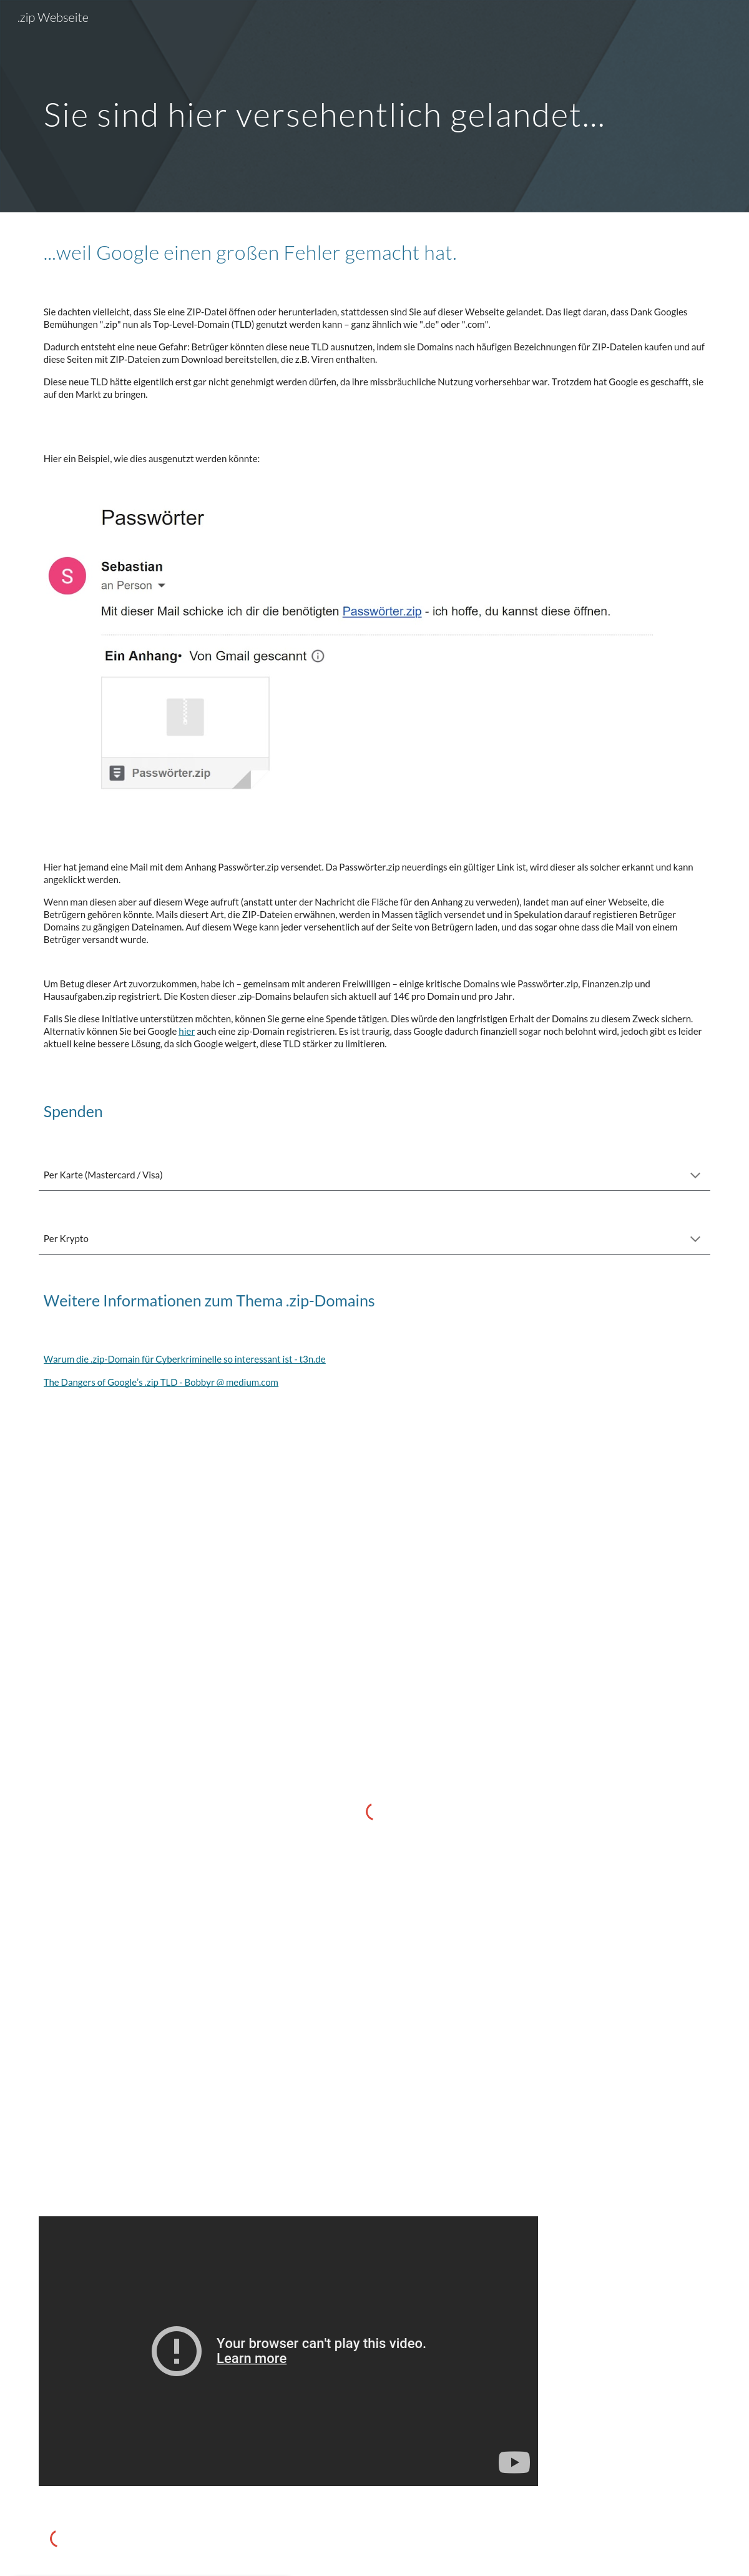 .zip Webseite
Sie sind hier versehentlich gelandet...
...weil Google einen großen Fehler gemacht hat.
Sie dachten vielleicht, dass Sie eine ZIP-Datei öffnen oder herunterladen, stattdessen sind Sie auf dieser Webseite gelandet. Das liegt daran, dass Dank Googles
Bemühungen ".zip" nun als Top-Level-Domain (TLD) genutzt werden kann – ganz ähnlich wie ".de" oder ".com".
Dadurch entsteht eine neue Gefahr: Betrüger könnten diese neue TLD ausnutzen, indem sie Domains nach häufigen Bezeichnungen für ZIP-Dateien kaufen und auf
diese Seiten mit ZIP-Dateien zum Download bereitstellen, die z.B. Viren enthalten.
Diese neue TLD hätte eigentlich erst gar nicht genehmigt werden dürfen, da ihre missbräuchliche Nutzung vorhersehbar war. Trotzdem hat Google es geschafft, sie
auf den Markt zu bringen.
Hier ein Beispiel, wie dies ausgenutzt werden könnte:
Passwörter
S
Sebastian
an Person
Mit dieser Mail schicke ich dir die benötigten Passwörter.zip - ich hoffe, du kannst diese öffnen.
Ein Anhang• Von Gmail gescannt
Passwörter.zip
Hier hat jemand eine Mail mit dem Anhang Passwörter.zip versendet. Da Passwörter.zip neuerdings ein gültiger Link ist, wird dieser als solcher erkannt und kann
angeklickt werden.
Wenn man diesen aber auf diesem Wege aufruft (anstatt unter der Nachricht die Fläche für den Anhang zu verweden), landet man auf einer Webseite, die
Betrügern gehören könnte. Mails diesert Art, die ZIP-Dateien erwähnen, werden in Massen täglich versendet und in Spekulation darauf registieren Betrüger
Domains zu gängigen Dateinamen. Auf diesem Wege kann jeder versehentlich auf der Seite von Betrügern laden, und das sogar ohne dass die Mail von einem
Betrüger versandt wurde.
Um Betug dieser Art zuvorzukommen, habe ich – gemeinsam mit anderen Freiwilligen – einige kritische Domains wie Passwörter.zip, Finanzen.zip und
Hausaufgaben.zip registriert. Die Kosten dieser .zip-Domains belaufen sich aktuell auf 14€ pro Domain und pro Jahr.
Falls Sie diese Initiative unterstützen möchten, können Sie gerne eine Spende tätigen. Dies würde den langfristigen Erhalt der Domains zu diesem Zweck sichern.
Alternativ können Sie bei Google hier auch eine zip-Domain registrieren. Es ist traurig, dass Google dadurch finanziell sogar noch belohnt wird, jedoch gibt es leider
aktuell keine bessere Lösung, da sich Google weigert, diese TLD stärker zu limitieren.
Spenden
Per Karte (Mastercard / Visa)
Per Krypto
Weitere Informationen zum Thema .zip-Domains
Warum die .zip-Domain für Cyberkriminelle so interessant ist - t3n.de
The Dangers of Google's .zip TLD - Bobbyr @ medium.com
Your browser can't play this video.
Learn more